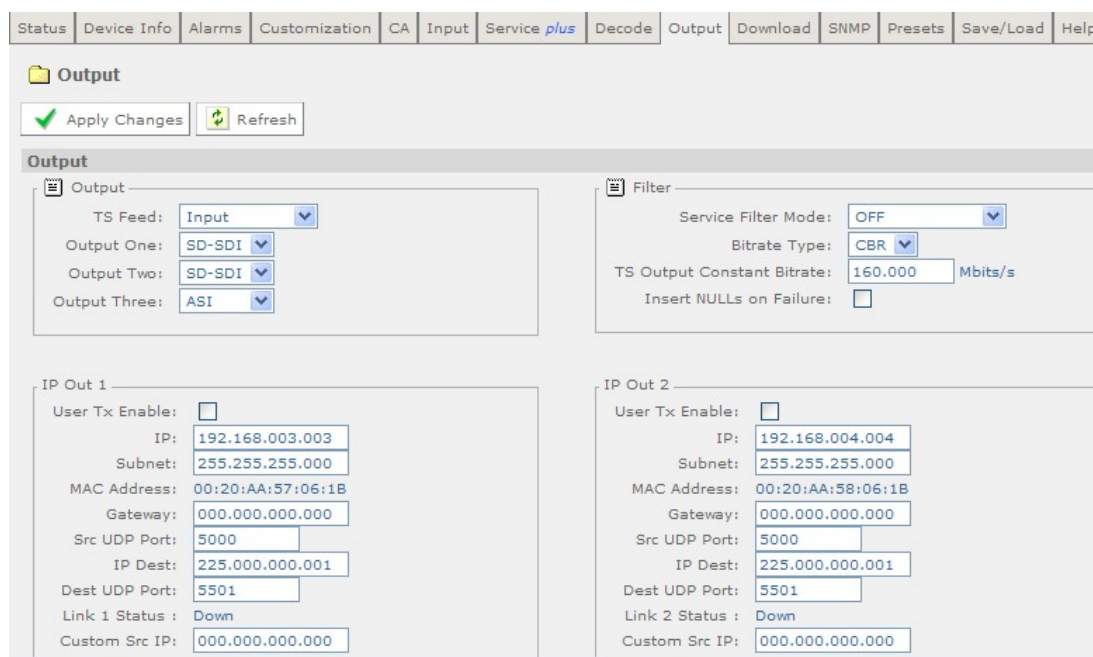 Status Device Info Alarms Customization CA Input Service plus Decode Output Download SNMP Presets Save/Load Help
Output
Apply Changes Refresh
Output
Output
TS Feed: Input
Output One: SD-SDI
Output Two: SD-SDI
Output Three: ASI
Filter
Service Filter Mode: OFF
Bitrate Type: CBR
TS Output Constant Bitrate: 160.000 Mbits/s
Insert NULLs on Failure:
IP Out 1
User Tx Enable:
IP: 192.168.003.003
Subnet: 255.255.255.000
MAC Address: 00:20:AA:57:06:1B
Gateway: 000.000.000.000
Src UDP Port: 5000
IP Dest: 225.000.000.001
Dest UDP Port: 5501
Link 1 Status : Down
Custom Src IP: 000.000.000.000
IP Out 2
User Tx Enable:
IP: 192.168.004.004
Subnet: 255.255.255.000
MAC Address: 00:20:AA:58:06:1B
Gateway: 000.000.000.000
Src UDP Port: 5000
IP Dest: 225.000.000.001
Dest UDP Port: 5501
Link 2 Status : Down
Custom Src IP: 000.000.000.000